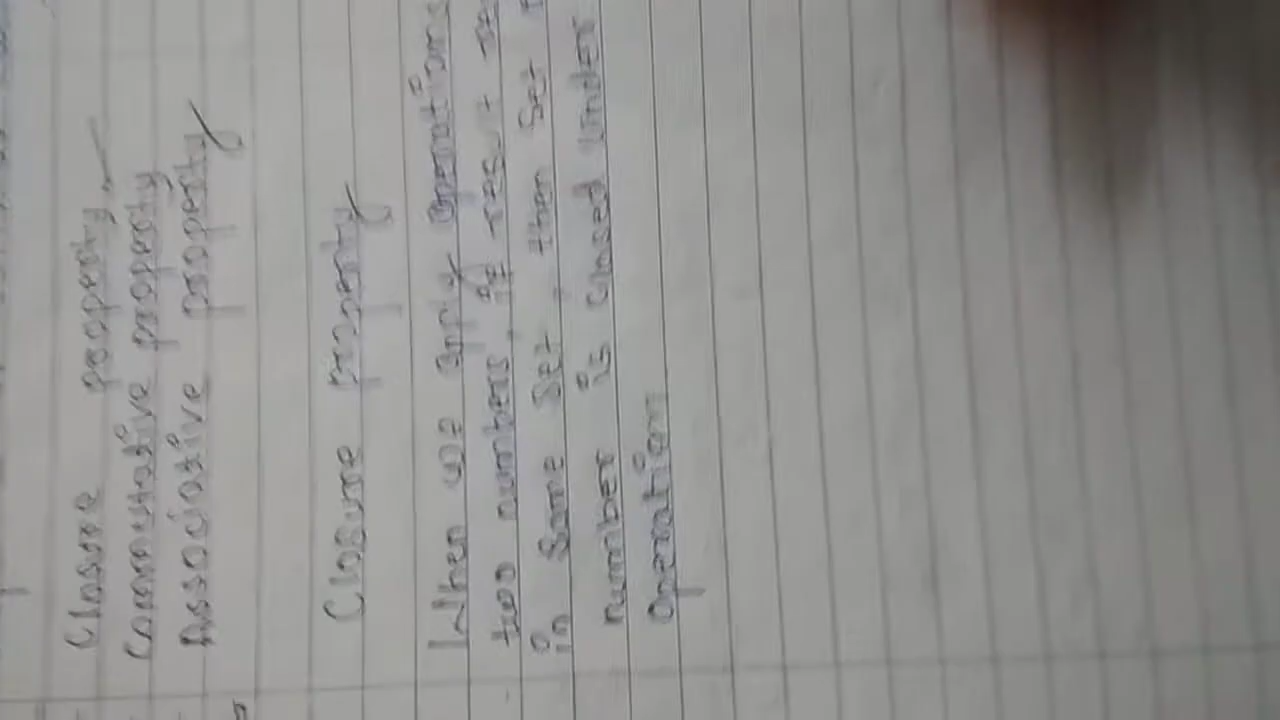 Closure property
Commutative property
Associative property
Closure property
When we apply operations
two numbers, if result
in same set, then set
number is closed under
operation